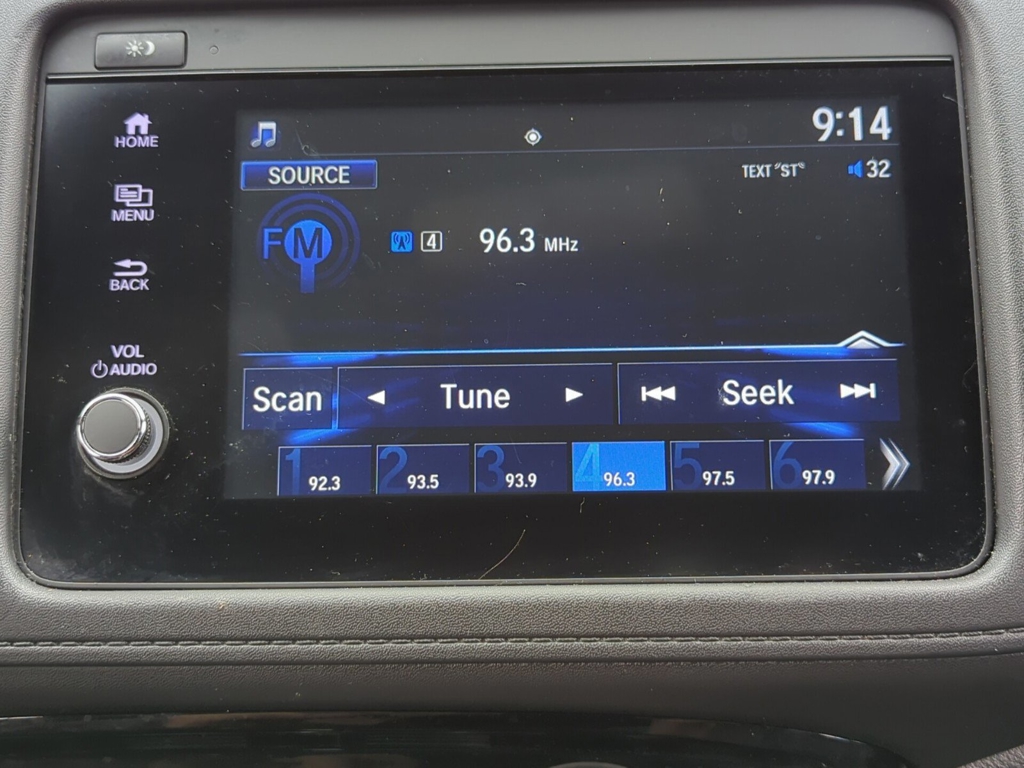 HOME
MENU
BACK
VOL
AUDIO
9:14
SOURCE
TEXT "ST"
32
FM
4
96.3 MHz
Scan
Tune
Seek
1 92.3
2 93.5
3 93.9
4 96.3
5 97.5
6 97.9